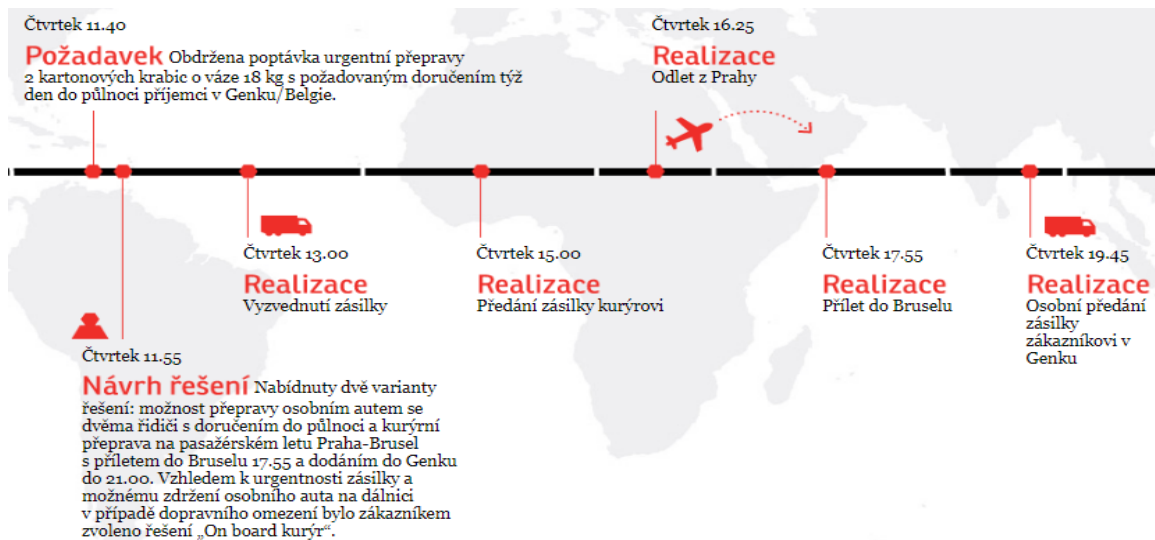 Čtvrtek 11.40
Požadavek Obdržena poptávka urgentní přepravy
2 kartonových krabic o váze 18 kg s požadovaným doručením týž
den do půlnoci příjemci v Genku/Belgie.
Čtvrtek 16.25
Realizace
Odlet z Prahy
Čtvrtek 13.00
Realizace
Vyzvednutí zásilky
Čtvrtek 15.00
Realizace
Předání zásilky kurýrovi
Čtvrtek 17.55
Realizace
Přílet do Bruselu
Čtvrtek 19.45
Realizace
Osobní předání
zásilky
zákazníkovi v
Genku
Čtvrtek 11.55
Návrh řešení Nabídnuty dvě varianty
řešení: možnost přepravy osobním autem se
dvěma řidiči s doručením do půlnoci a kurýrní
přeprava na pasažérském letu Praha-Brusel
s příletem do Bruselu 17.55 a dodáním do Genku
do 21.00. Vzhledem k urgentnosti zásilky a
možnému zdržení osobního auta na dálnici
v případě dopravního omezení bylo zákazníkem
zvoleno řešení „On board kurýr“.